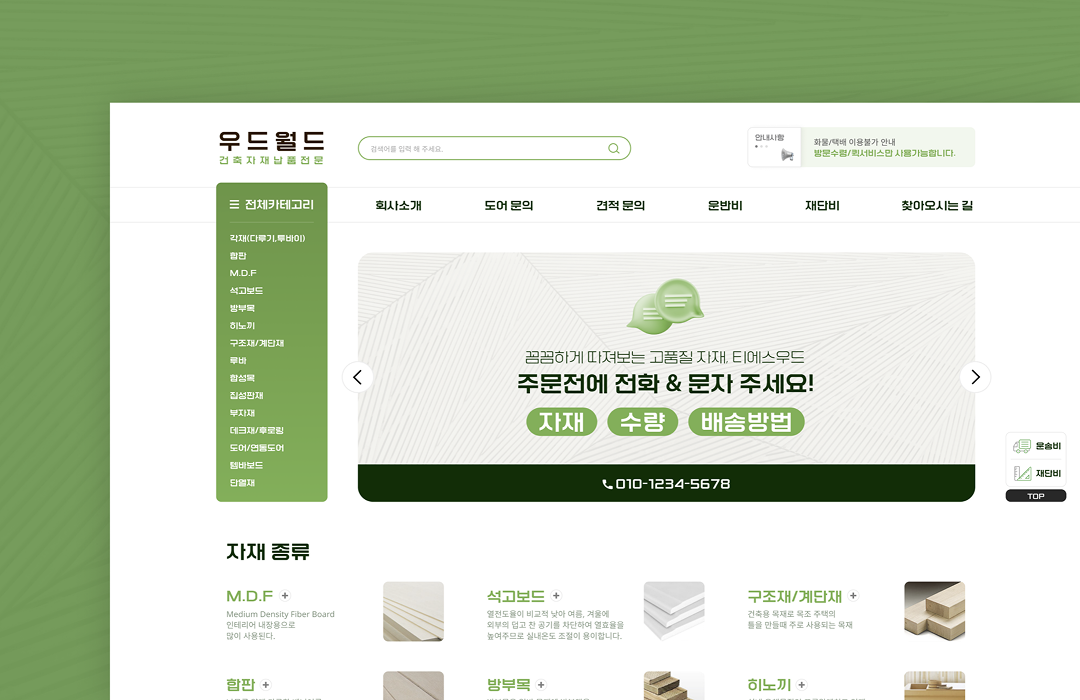 우드월드
건축자재납품전문
검색어를 입력 해 주세요.
안내사항
화물/택배 이용불가 안내
방문수령/퀵서비스만 사용가능합니다.
전체카테고리
회사소개
도어 문의
견적 문의
운반비
재단비
찾아오시는 길
각재(다루기,투바이)
합판
M.D.F
석고보드
방부목
히노끼
구조재/계단재
루바
합성목
집성판재
부자재
데크재/후로링
도어/연동도어
템바보드
단열재
꼼꼼하게 따져보는 고품질 자재, 티에스우드
주문전에 전화 & 문자 주세요!
자재 수량 배송방법
010-1234-5678
운송비
재단비
TOP
자재 종류
M.D.F +
Medium Density Fiber Board
인테리어 내장용으로
많이 사용된다.
석고보드 +
열전도율이 비교적 낮아 여름, 겨울에
외부의 덥고 찬 공기를 차단하여 열효율을
높여주므로 실내온도 조절이 용이합니다.
구조재/계단재 +
건축용 목재로 목조 주택의
틀을 만들때 주로 사용되는 목재
합판 +
방부목 +
히노끼 +